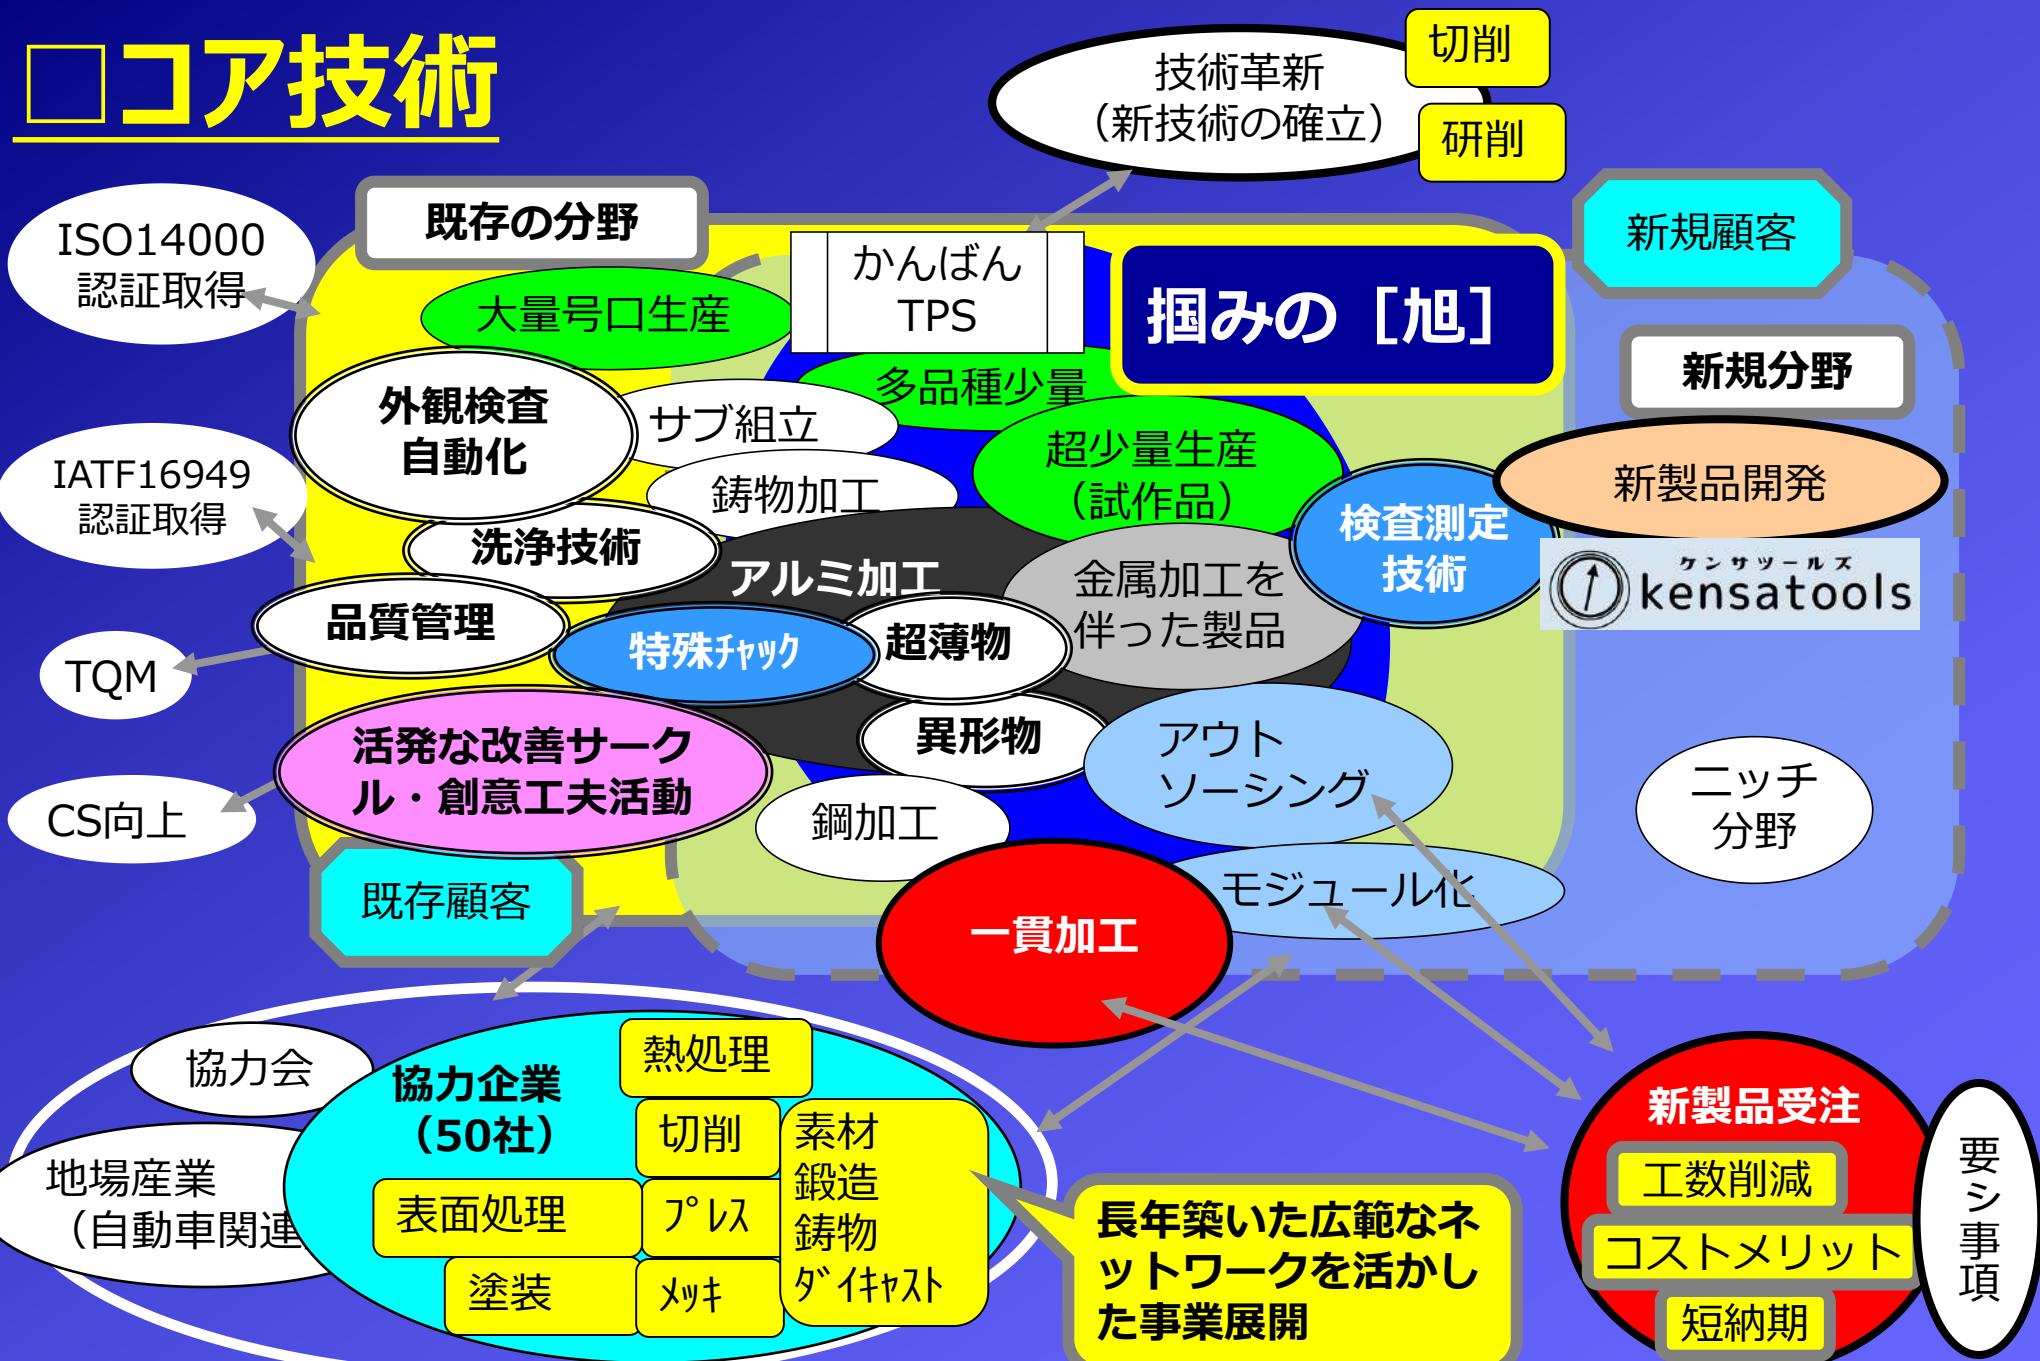 □コア技術
技術革新
（新技術の確立）
切削
研削
ISO14000
認証取得
既存の分野
かんばん
TPS
掴みの［旭］
新規顧客
大量号口生産
多品種少量
新規分野
外観検査
自動化
サブ組立
超少量生産
（試作品）
IATF16949
認証取得
鋳物加工
検査測定
技術
新製品開発
洗浄技術
アルミ加工
金属加工を
伴った製品
ケンサツールズ
kensatools
品質管理
特殊ﾁｬｯｸ
超薄物
TQM
活発な改善サーク
ル・創意工夫活動
異形物
アウト
ソーシング
ニッチ
分野
CS向上
鋼加工
既存顧客
一貫加工
モジュール化
協力会
協力企業
（50社）
熱処理
切削
素材
鍛造
鋳物
ﾀﾞｲｷｬｽﾄ
地場産業
（自動車関連
表面処理
ﾌﾟﾚｽ
塗装
ﾒｯｷ
長年築いた広範なネ
ットワークを活かし
た事業展開
新製品受注
工数削減
コストメリット
短納期
要シ事項